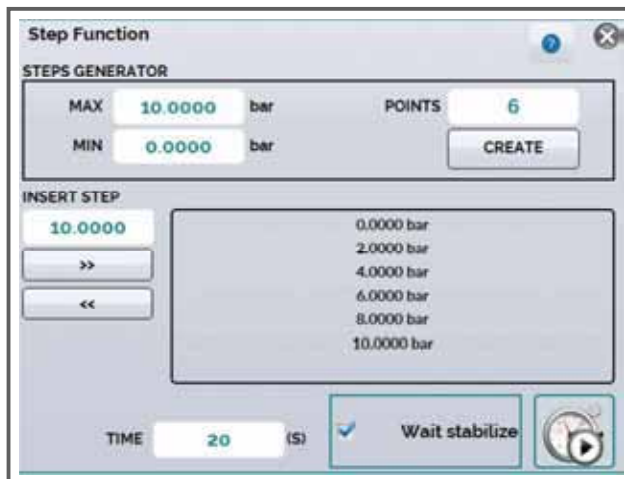 Step Function
?
STEPS GENERATOR
MAX 10.0000 bar POINTS 6
MIN 0.0000 bar CREATE
INSERT STEP
10.0000
>>
<<
0.0000 bar
2.0000 bar
4.0000 bar
6.0000 bar
8.0000 bar
10.0000 bar
TIME 20 (S) Wait stabilize